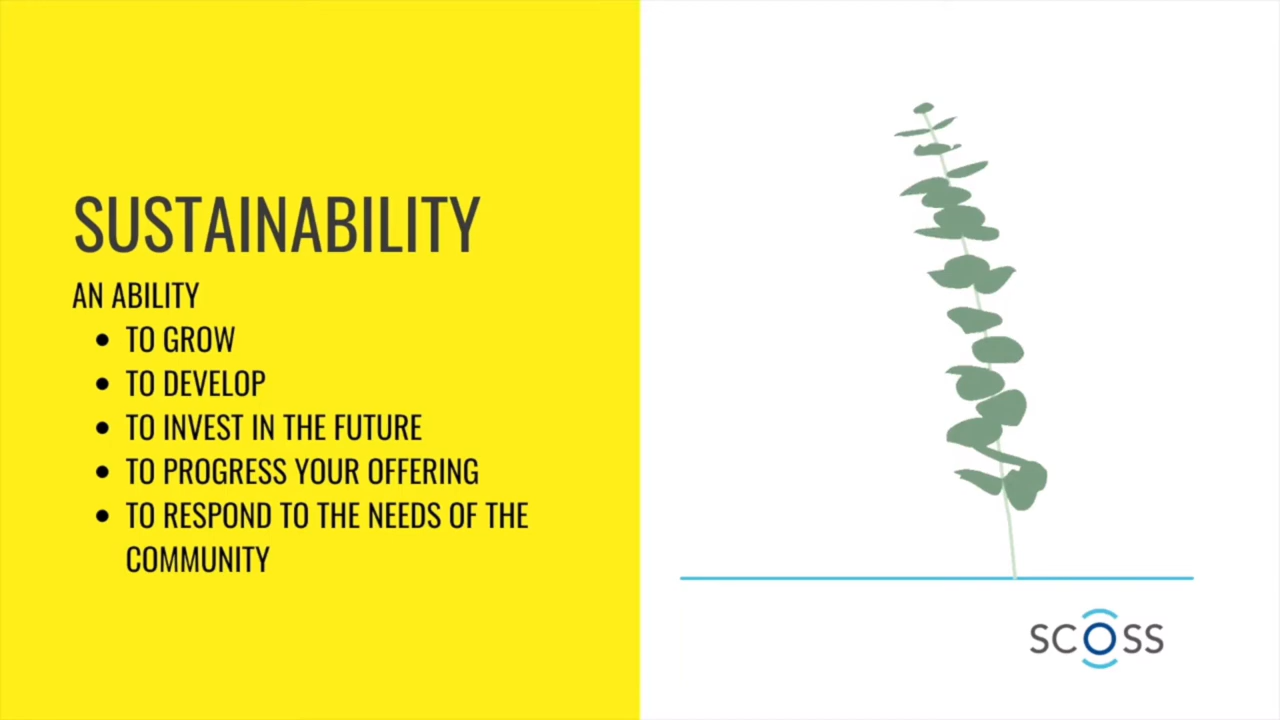 SUSTAINABILITY
AN ABILITY
• TO GROW
• TO DEVELOP
• TO INVEST IN THE FUTURE
• TO PROGRESS YOUR OFFERING
• TO RESPOND TO THE NEEDS OF THE
COMMUNITY
SCOSS